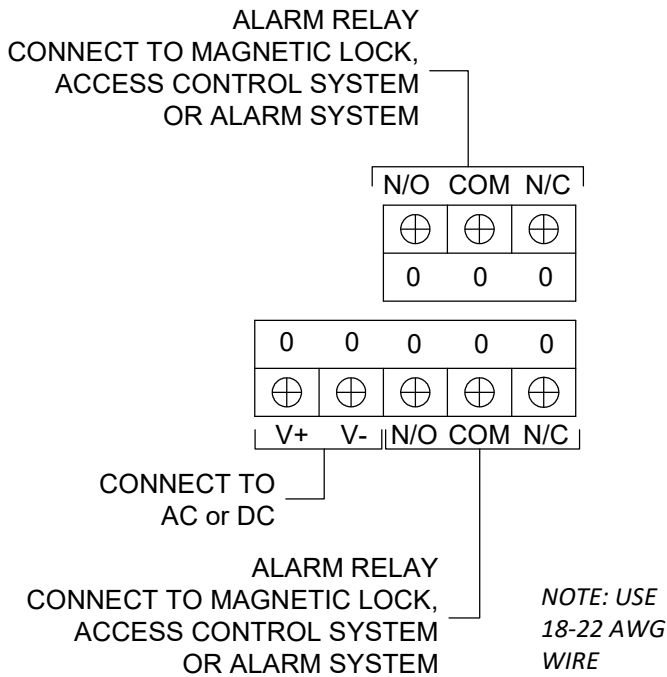 ALARM RELAY
CONNECT TO MAGNETIC LOCK,
ACCESS CONTROL SYSTEM
OR ALARM SYSTEM
N/O COM N/C
0 0 0
0 0 0 0 0
V+ V- N/O COM N/C
CONNECT TO
AC or DC
ALARM RELAY
CONNECT TO MAGNETIC LOCK,
ACCESS CONTROL SYSTEM
OR ALARM SYSTEM
NOTE: USE
18-22 AWG
WIRE